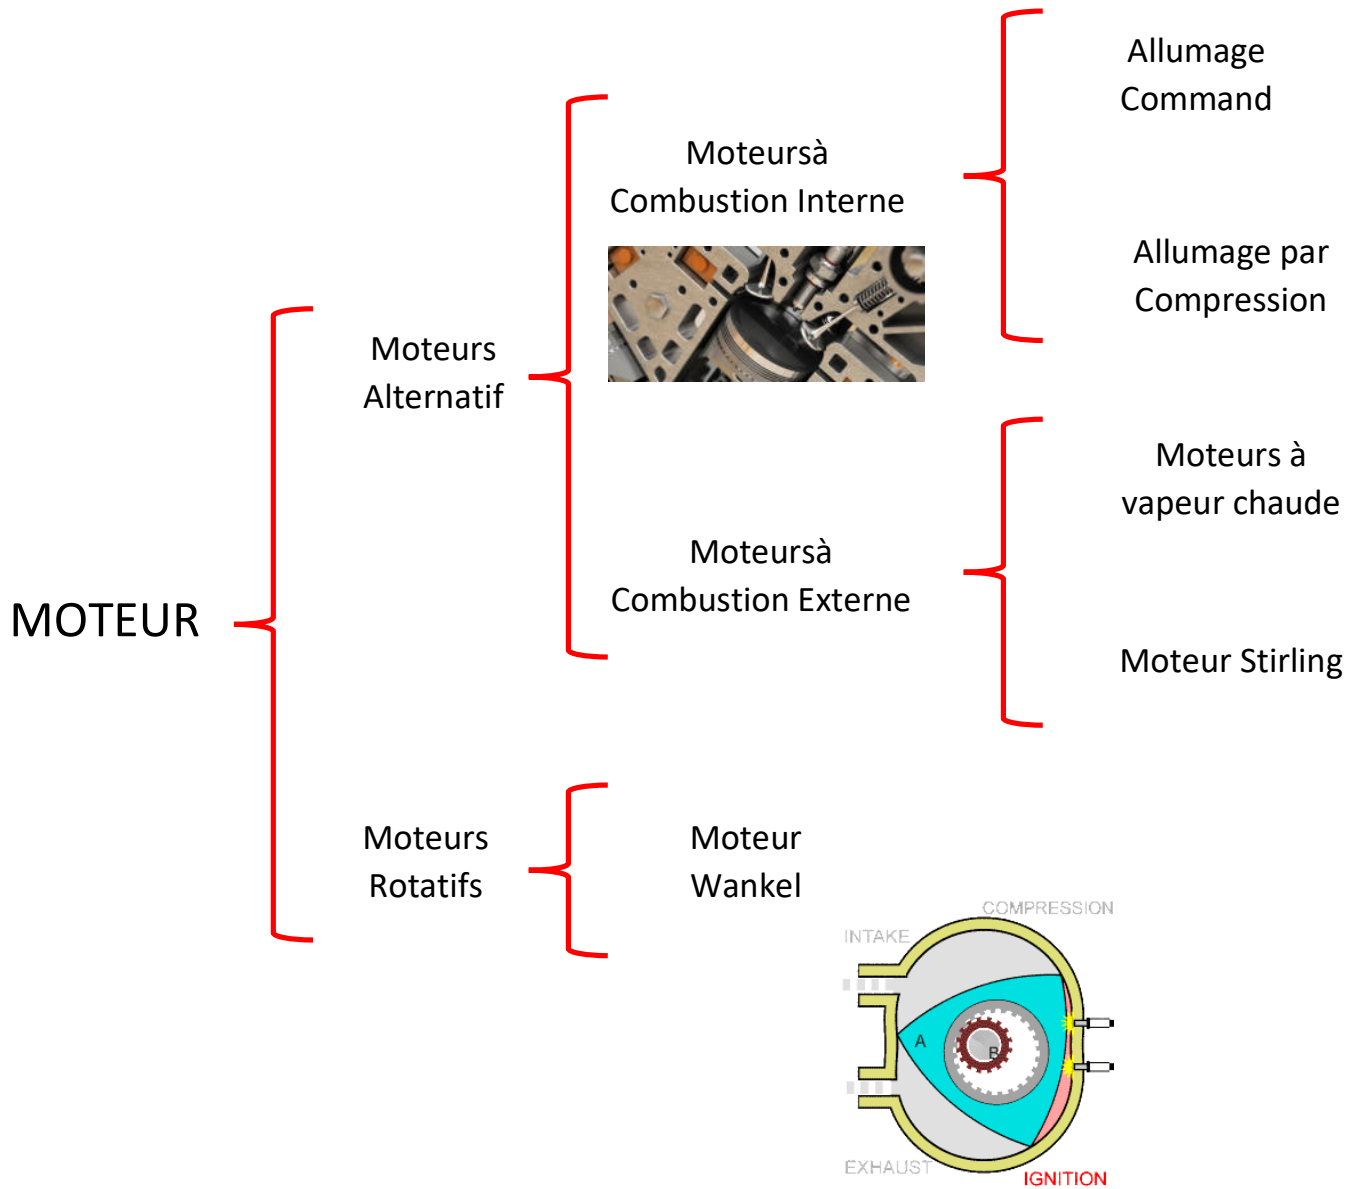 MOTEUR
Moteurs
Alternatif
Moteursà
Combustion Interne
Allumage
Command
Allumage par
Compression
Moteursà
Combustion Externe
Moteurs à
vapeur chaude
Moteur Stirling
Moteurs
Rotatifs
Moteur
Wankel
COMPRESSION
INTAKE
A
B
EXHAUST
IGNITION